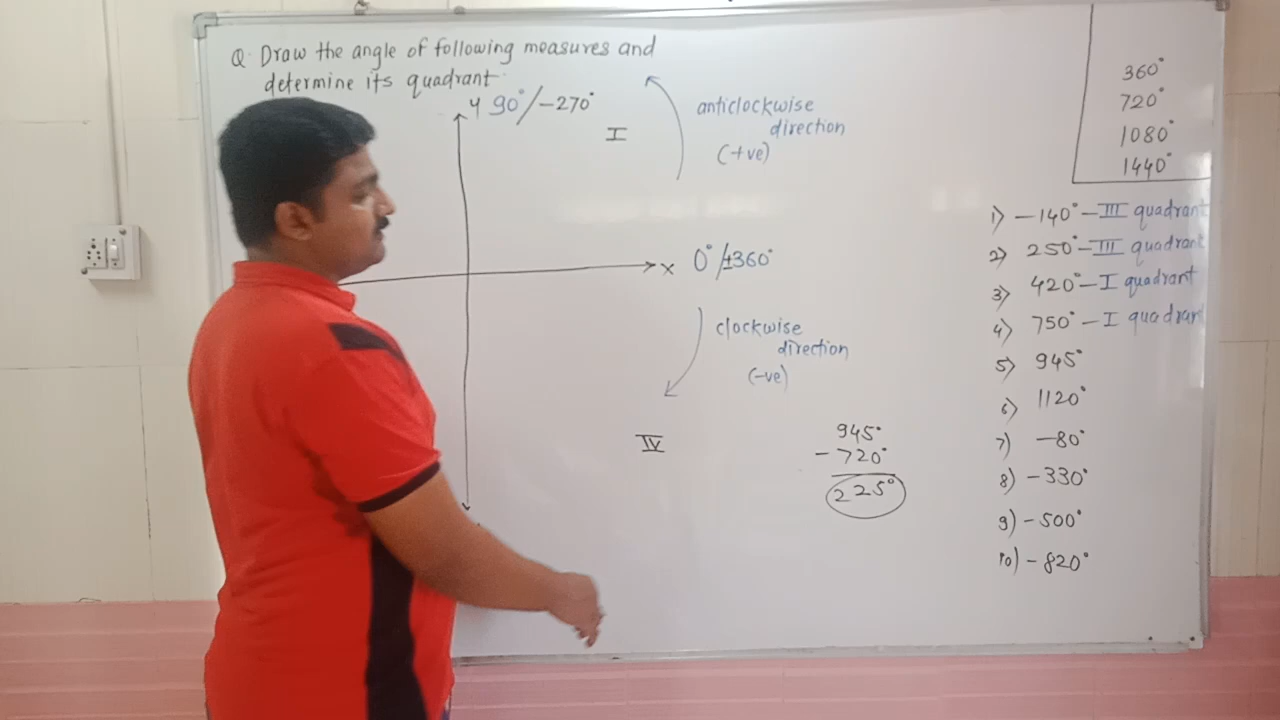 Q. Draw the angle of following measures and
determine its quadrant.
Y 90°/-270°
I
anticlockwise
direction
(+ve)
X 0°/±360°
clockwise
direction
(-ve)
IV
945°
-720°
225°
360°
720°
1080°
1440°
1) -140° - III quadrant
2) 250° - III quadrant
3) 420° - I quadrant
4) 750° - I quadrant
5) 945°
6) 1120°
7) -80°
8) -330°
9) -500°
10) -820°